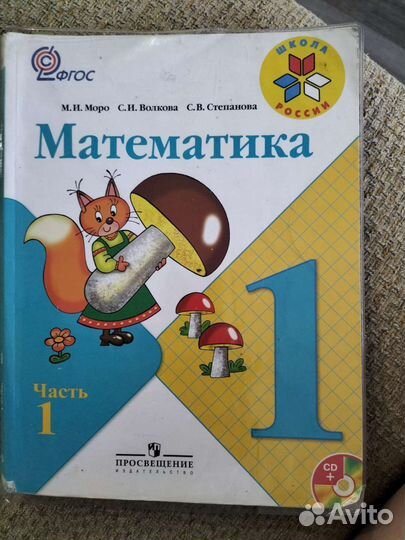 ФГОС
ШКОЛА
РОССИИ
М.И. Моро С.И. Волкова С.В. Степанова
Математика
1
Часть
1
ПРОСВЕЩЕНИЕ
ИЗДАТЕЛЬСТВО
CD
+
Avito